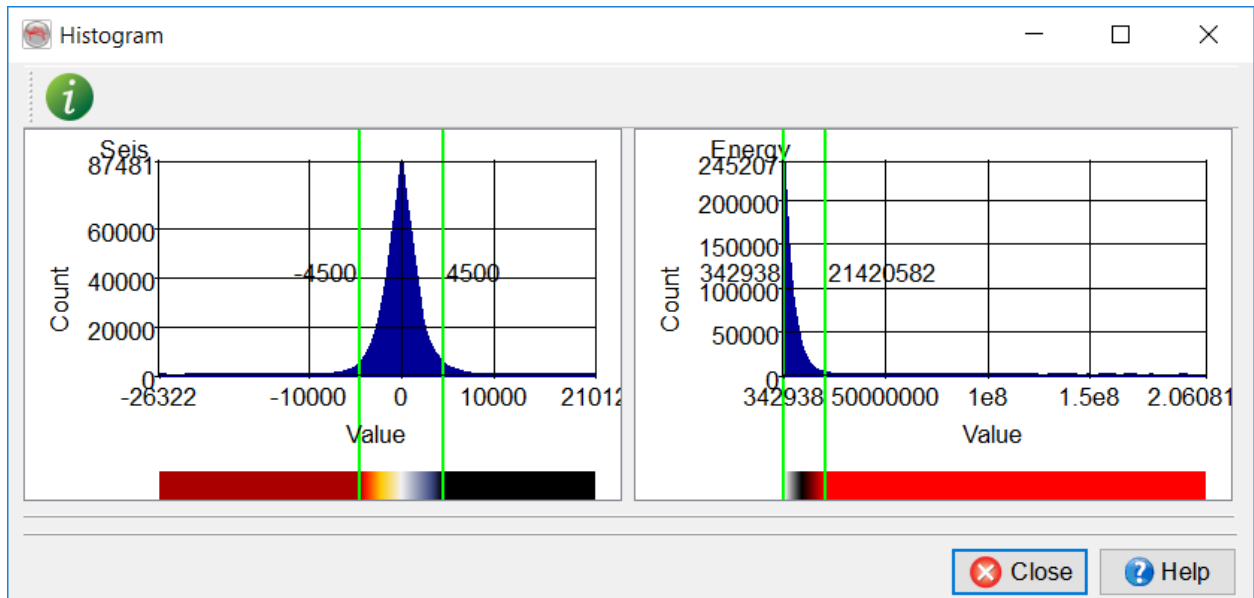 Histogram
Seis
87481
60000
40000
20000
0
Count
-4500
4500
-26322
-10000
0
10000
21012
Value
Energy
245207
200000
150000
100000
50000
0
Count
342938
21420582
342938
50000000
1e8
1.5e8
2.06081
Value
Close
Help